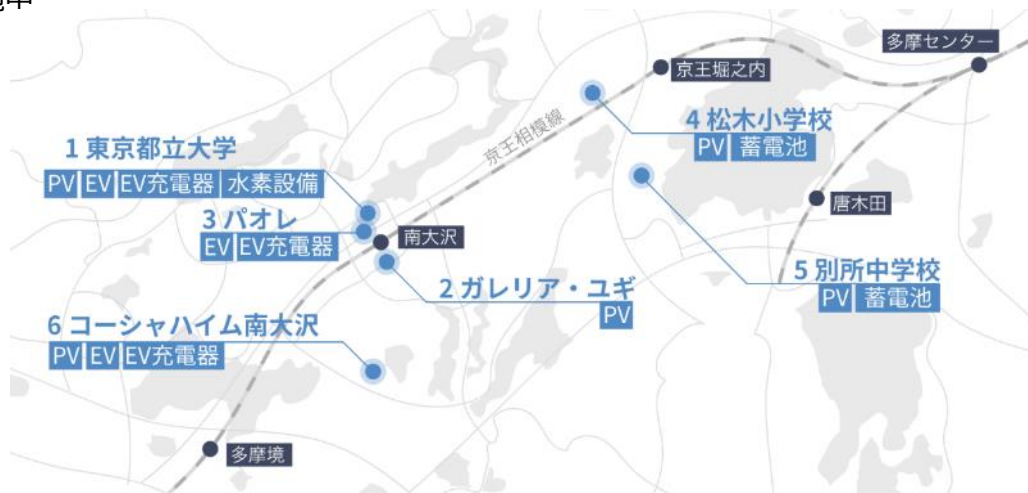 多摩センター
京王堀之内
京王相模線
4 松木小学校
PV 蓄電池
1 東京都立大学
PV EV EV充電器 水素設備
3 パオレ
EV EV充電器
南大沢
唐木田
2 ガレリア・ユギ
PV
5 別所中学校
PV 蓄電池
6 コーシャハイム南大沢
PV EV EV充電器
多摩境